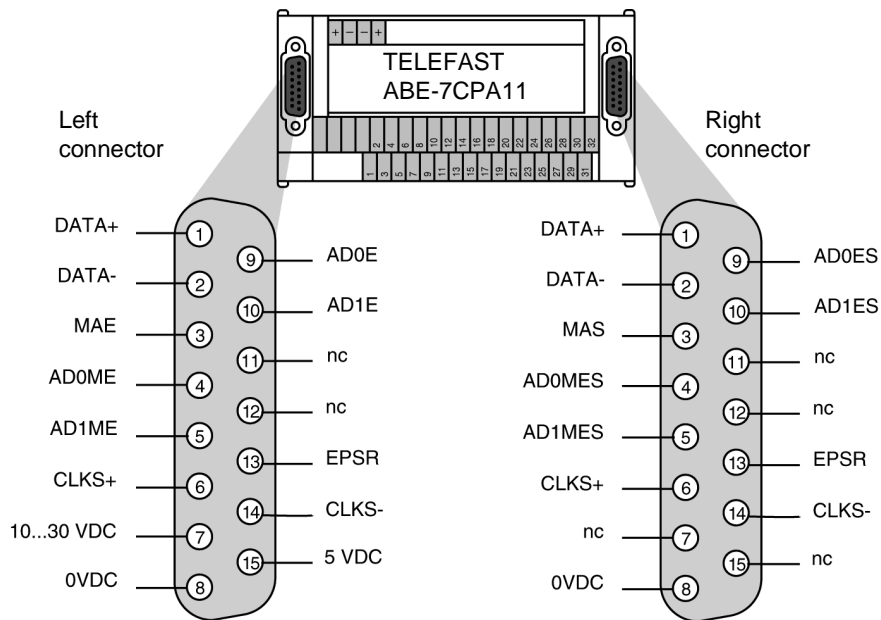 + – – +
TELEFAST
ABE-7CPA11
2 4 6 8 10 12 14 16 18 20 22 24 26 28 30 32
1 3 5 7 9 11 13 15 17 19 21 23 25 27 29 31
Left
connector
Right
connector
DATA+ 1
9 AD0E
DATA- 2
10 AD1E
MAE 3
11 nc
AD0ME 4
12 nc
AD1ME 5
13 EPSR
CLKS+ 6
14 CLKS-
10...30 VDC 7
15 5 VDC
0VDC 8
DATA+ 1
9 AD0ES
DATA- 2
10 AD1ES
MAS 3
11 nc
AD0MES 4
12 nc
AD1MES 5
13 EPSR
CLKS+ 6
14 CLKS-
nc 7
15 nc
0VDC 8